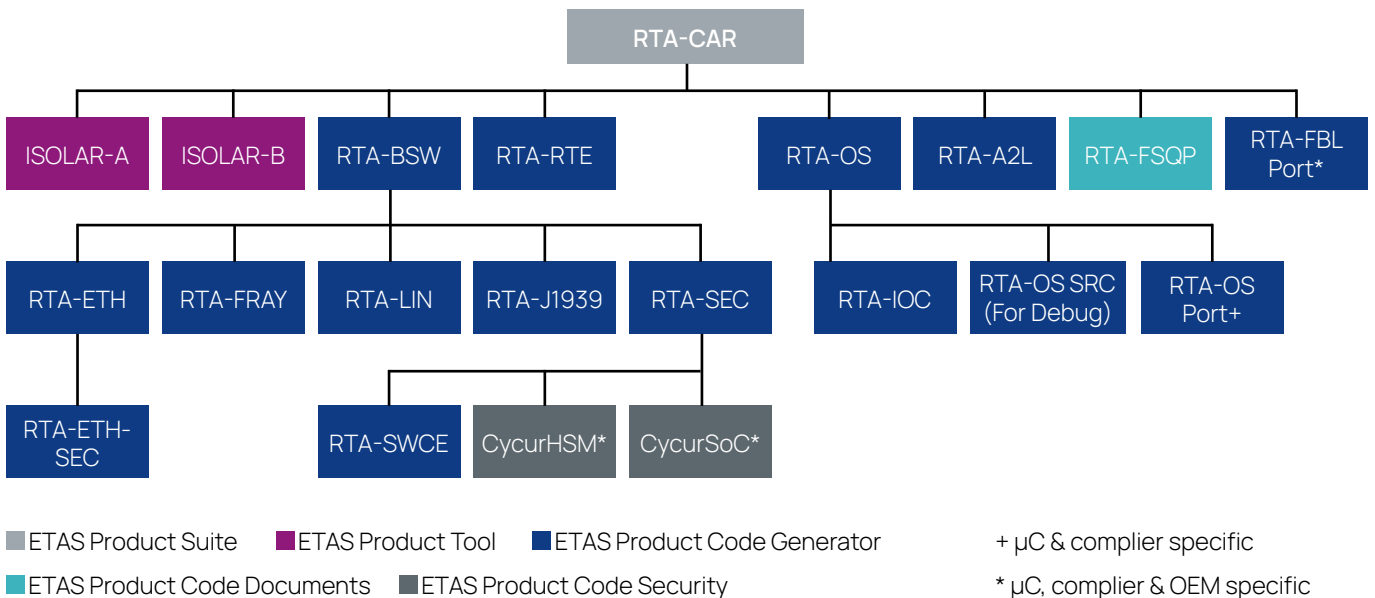 RTA-CAR
ISOLAR-A
ISOLAR-B
RTA-BSW
RTA-RTE
RTA-OS
RTA-A2L
RTA-FSQP
RTA-FBL
Port*
RTA-ETH
RTA-FRAY
RTA-LIN
RTA-J1939
RTA-SEC
RTA-IOC
RTA-OS SRC
(For Debug)
RTA-OS
Port+
RTA-ETH-
SEC
RTA-SWCE
CycurHSM*
CycurSoC*
ETAS Product Suite
ETAS Product Tool
ETAS Product Code Generator
+ µC & complier specific
ETAS Product Code Documents
ETAS Product Code Security
* µC, complier & OEM specific